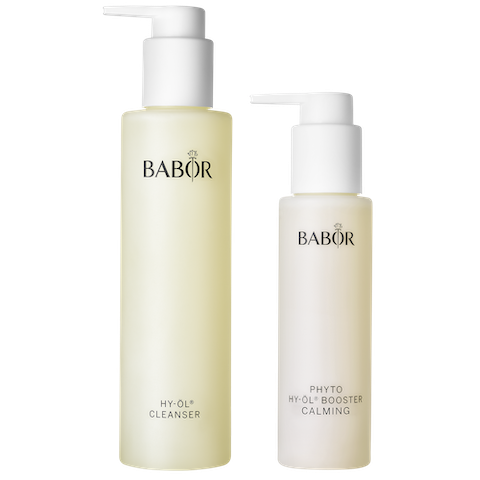 BABOR
HY-ÖL®
CLEANSER
BABOR
PHYTO
HY-ÖL® BOOSTER
CALMING